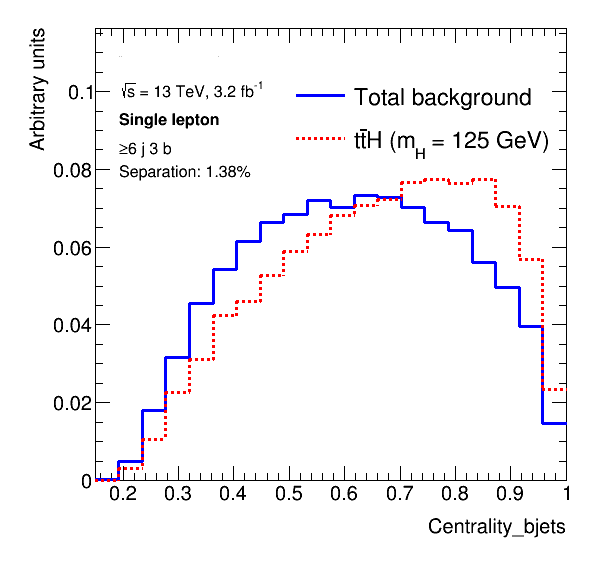 Arbitrary units
0.1
0.08
0.06
0.04
0.02
0
√s = 13 TeV, 3.2 fb⁻¹
Single lepton
≥6 j 3 b
Separation: 1.38%
Total background
tt̄H (m_H = 125 GeV)
0.2 0.3 0.4 0.5 0.6 0.7 0.8 0.9 1
Centrality_bjets